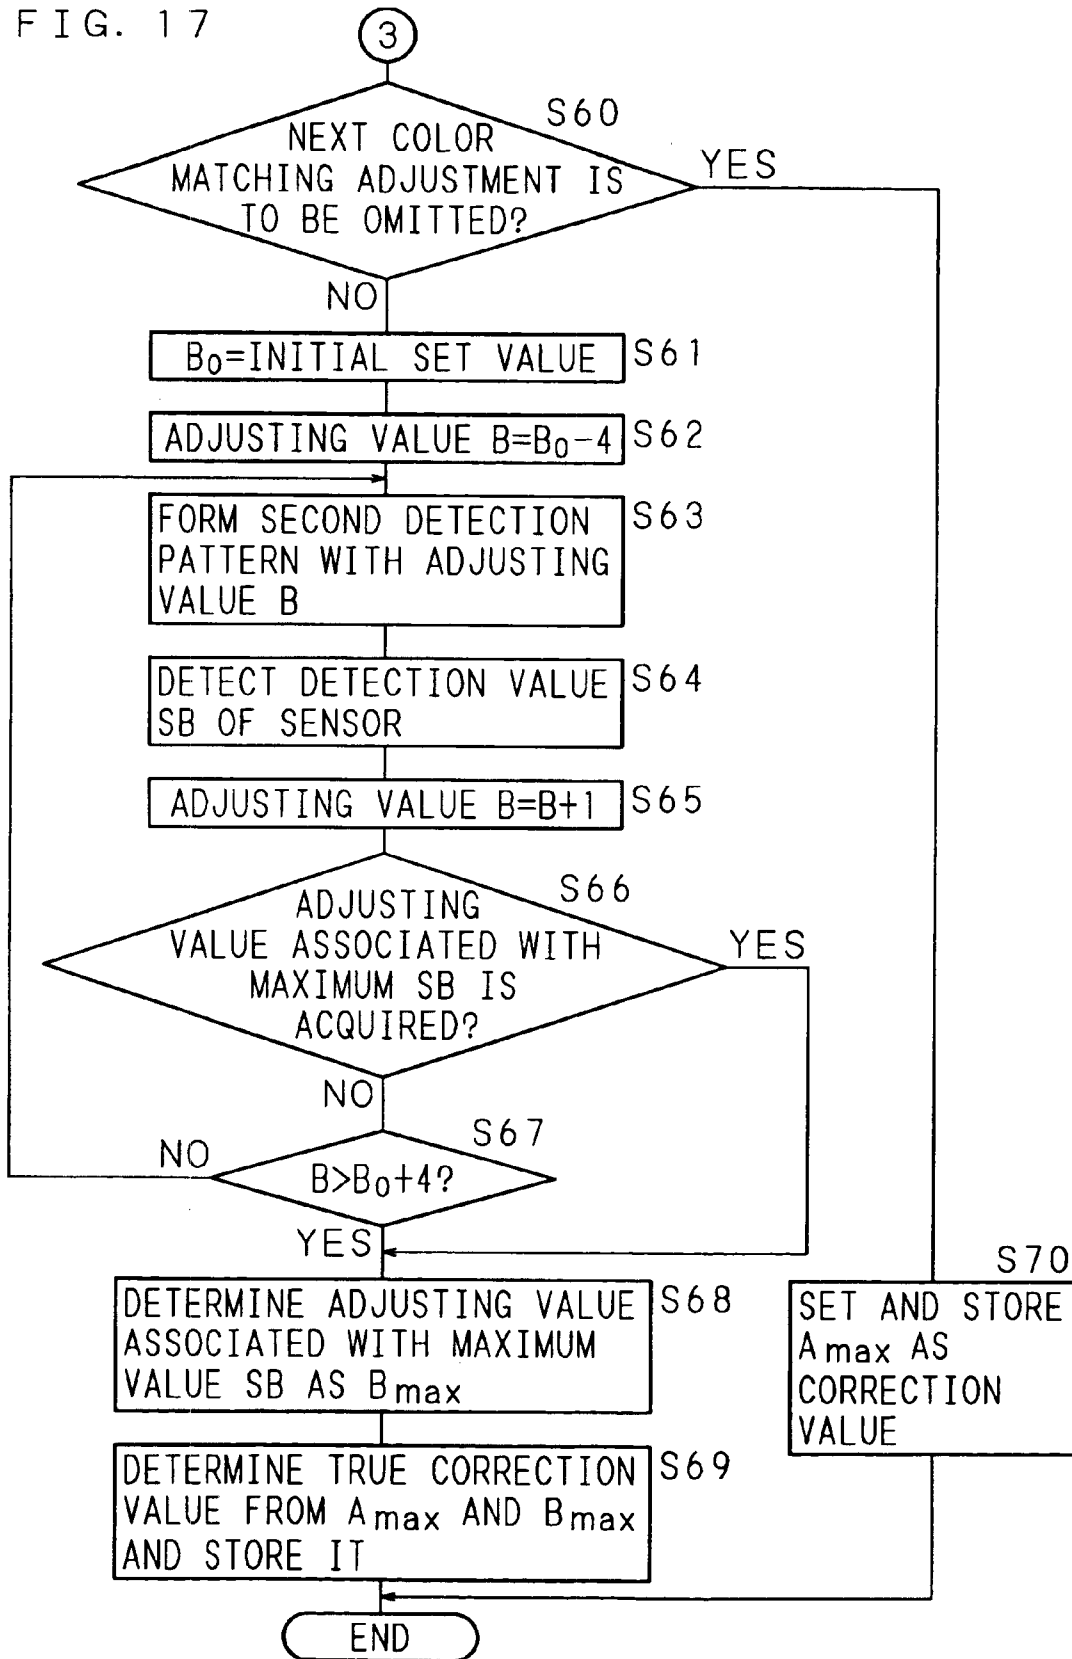 FIG. 17
3
S60
NEXT COLOR
MATCHING ADJUSTMENT IS
TO BE OMITTED?
YES
NO
B0=INITIAL SET VALUE
S61
ADJUSTING VALUE B=B0-4
S62
FORM SECOND DETECTION
PATTERN WITH ADJUSTING
VALUE B
S63
DETECT DETECTION VALUE
SB OF SENSOR
S64
ADJUSTING VALUE B=B+1
S65
S66
ADJUSTING
VALUE ASSOCIATED WITH
MAXIMUM SB IS
ACQUIRED?
YES
NO
S67
B>B0+4?
NO
YES
DETERMINE ADJUSTING VALUE
ASSOCIATED WITH MAXIMUM
VALUE SB AS Bmax
S68
DETERMINE TRUE CORRECTION
VALUE FROM Amax AND Bmax
AND STORE IT
S69
S70
SET AND STORE
Amax AS
CORRECTION
VALUE
END